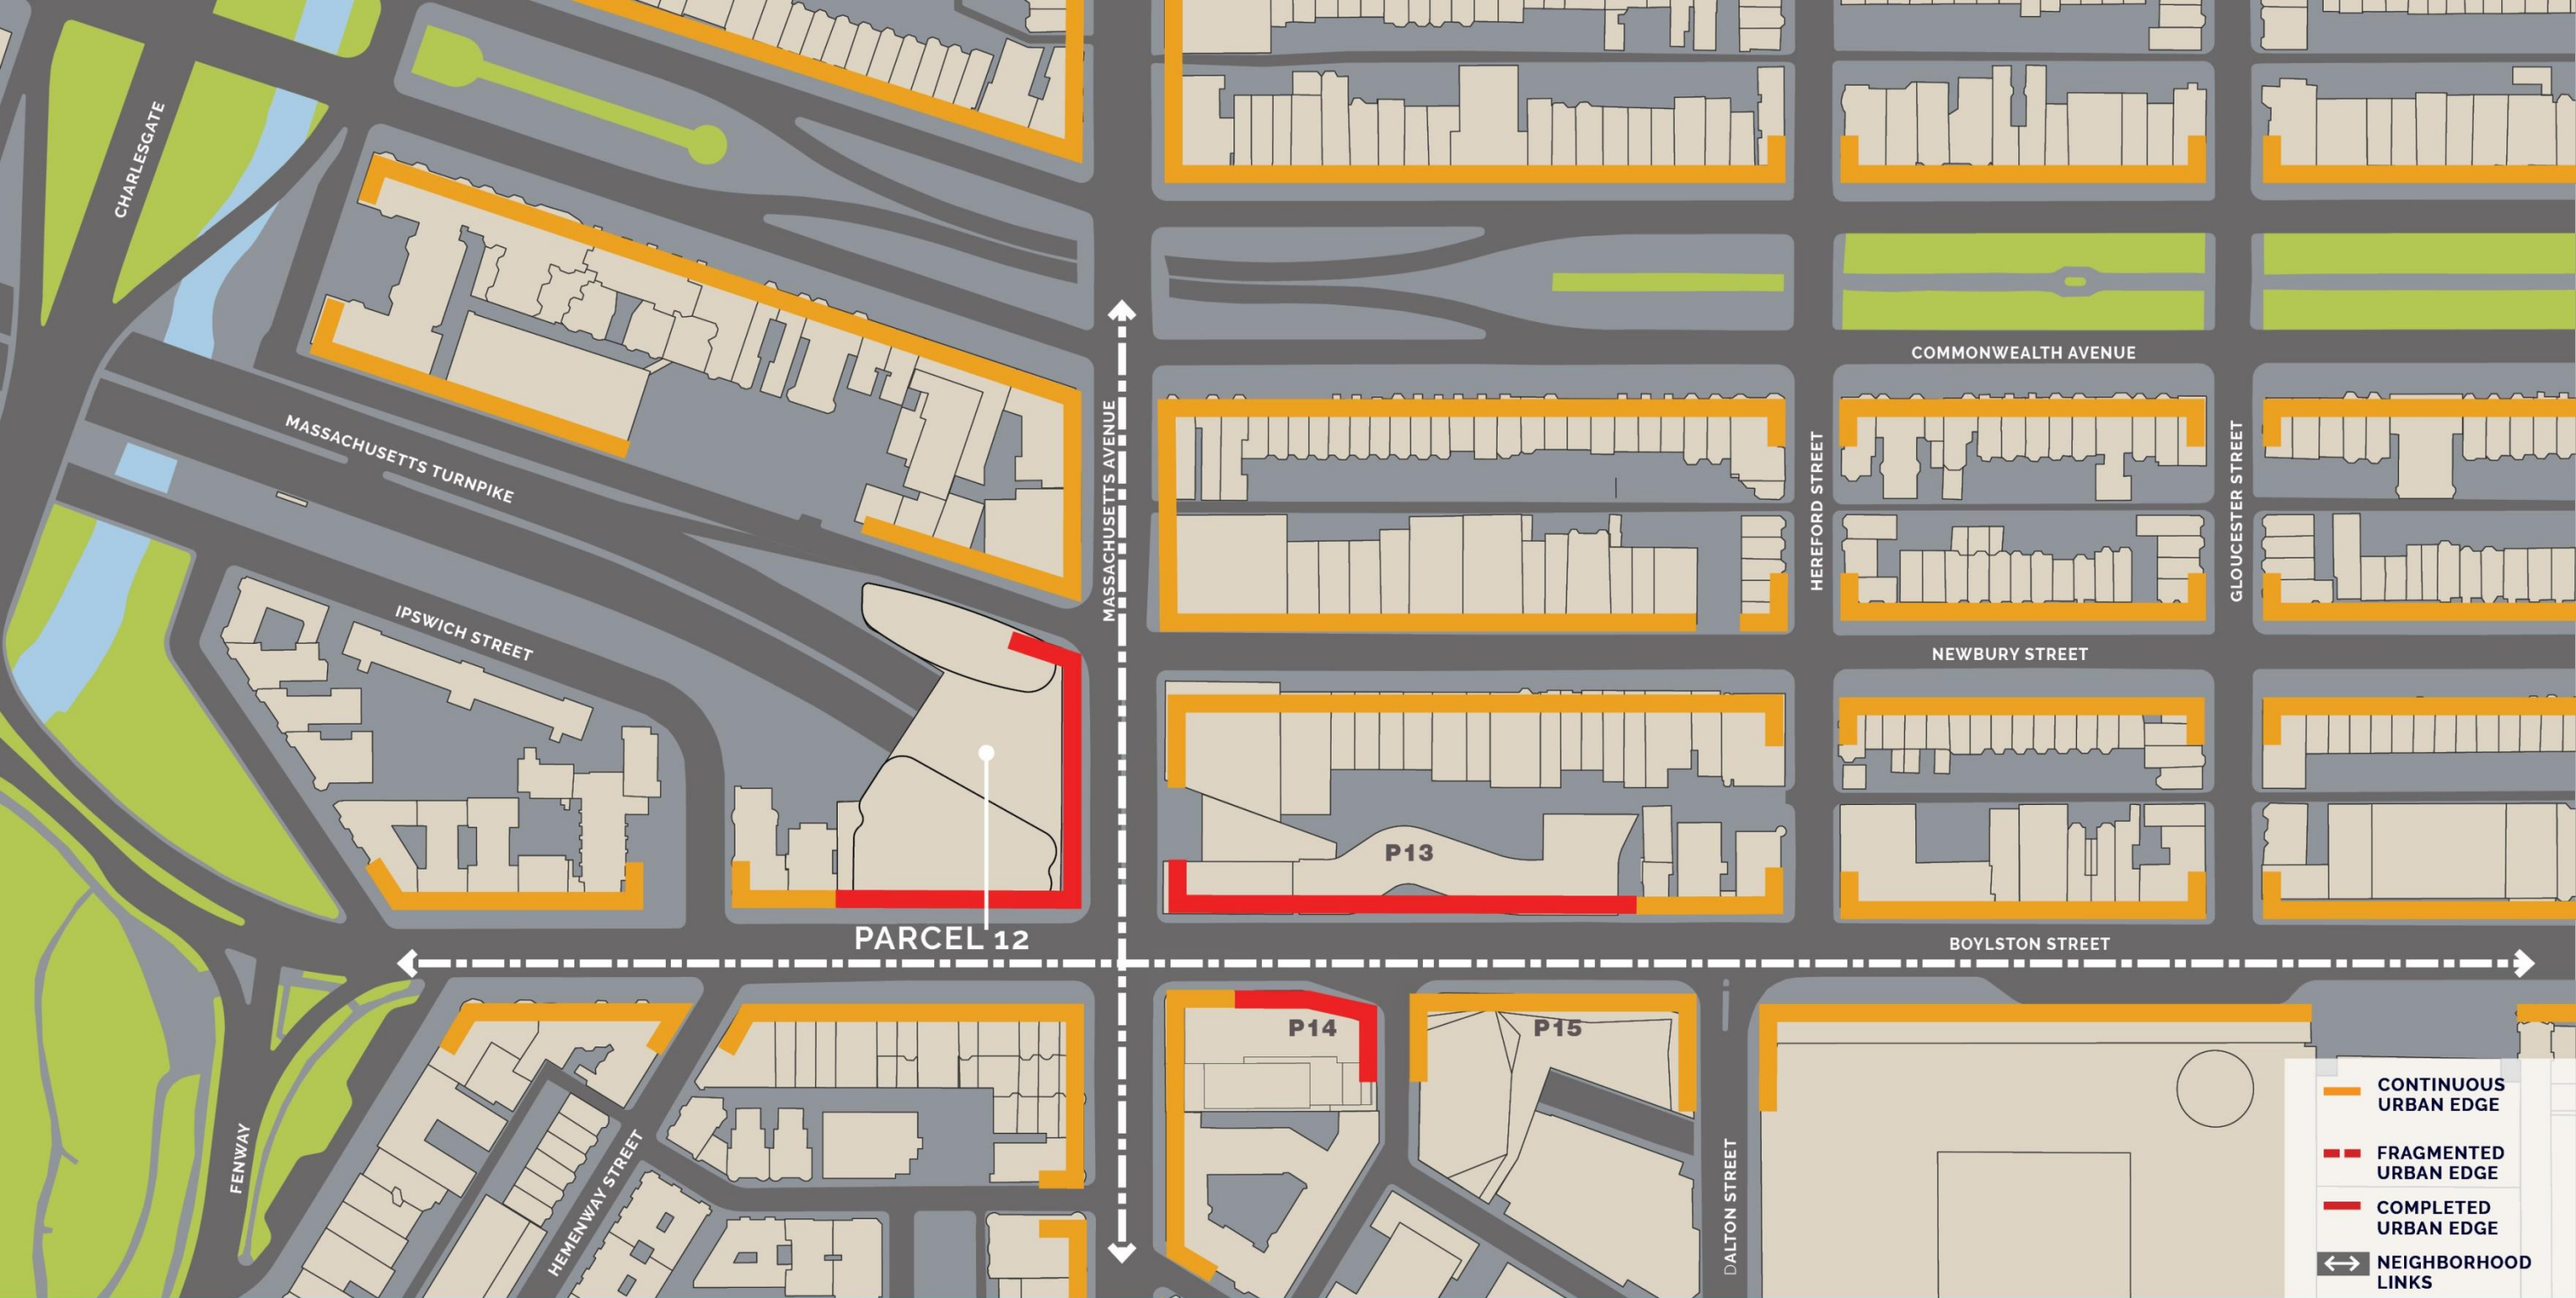 CHARLESGATE
COMMONWEALTH AVENUE
MASSACHUSETTS TURNPIKE
MASSACHUSETTS AVENUE
HEREFORD STREET
GLOUCESTER STREET
IPSWICH STREET
NEWBURY STREET
P13
PARCEL 12
BOYLSTON STREET
P14
P15
FENWAY
HEMENWAY STREET
DALTON STREET
CONTINUOUS
URBAN EDGE
FRAGMENTED
URBAN EDGE
COMPLETED
URBAN EDGE
NEIGHBORHOOD
LINKS